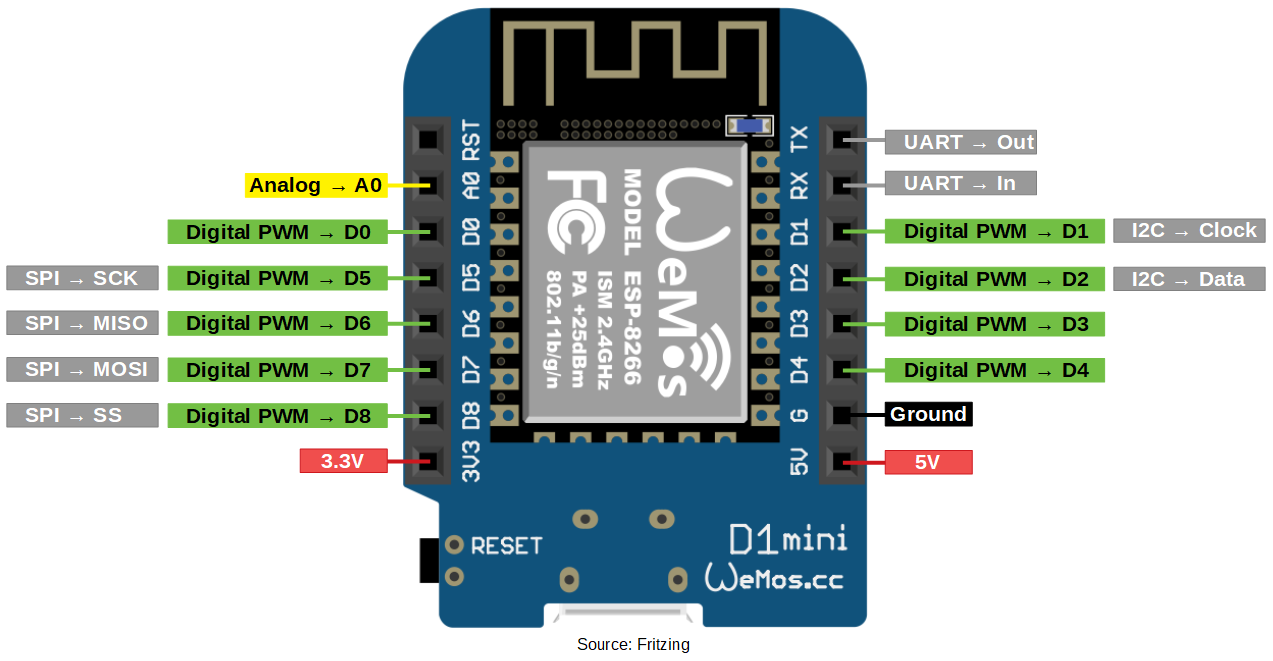 RST
TX
UART → Out
Analog → A0
A0
RX
UART → In
Digital PWM → D0
D0
D1
Digital PWM → D1
I2C → Clock
SPI → SCK
Digital PWM → D5
D5
D2
Digital PWM → D2
I2C → Data
SPI → MISO
Digital PWM → D6
D6
D3
Digital PWM → D3
SPI → MOSI
Digital PWM → D7
D7
D4
Digital PWM → D4
SPI → SS
Digital PWM → D8
D8
G
Ground
3.3V
3V3
5V
5V
WeMos
MODEL ESP-8266
ISM 2.4GHz
PA +25dBm
802.11b/g/n
FC
RESET
D1 mini
WeMos.cc
Source: Fritzing